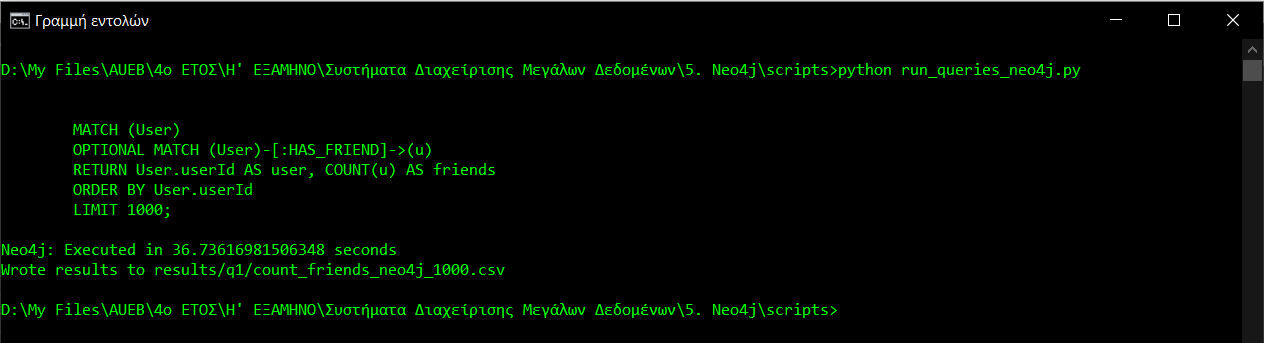 Γραμμή εντολών
D:\My Files\AUEB\4ο ΕΤΟΣ\Η' ΕΞΑΜΗΝΟ\Συστήματα Διαχείρισης Μεγάλων Δεδομένων\5. Neo4j\scripts>python run_queries_neo4j.py
MATCH (User)
OPTIONAL MATCH (User)-[:HAS_FRIEND]->(u)
RETURN User.userId AS user, COUNT(u) AS friends
ORDER BY User.userId
LIMIT 1000;
Neo4j: Executed in 36.73616981506348 seconds
Wrote results to results/q1/count_friends_neo4j_1000.csv
D:\My Files\AUEB\4ο ΕΤΟΣ\Η' ΕΞΑΜΗΝΟ\Συστήματα Διαχείρισης Μεγάλων Δεδομένων\5. Neo4j\scripts>